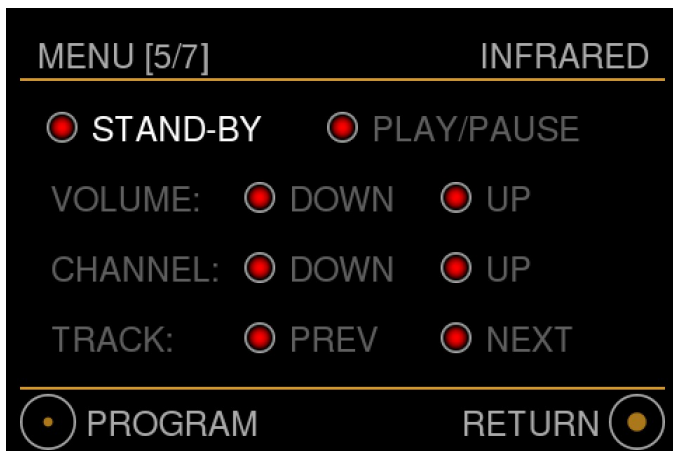 MENU [5/7] INFRARED
STAND-BY PLAY/PAUSE
VOLUME: DOWN UP
CHANNEL: DOWN UP
TRACK: PREV NEXT
PROGRAM RETURN